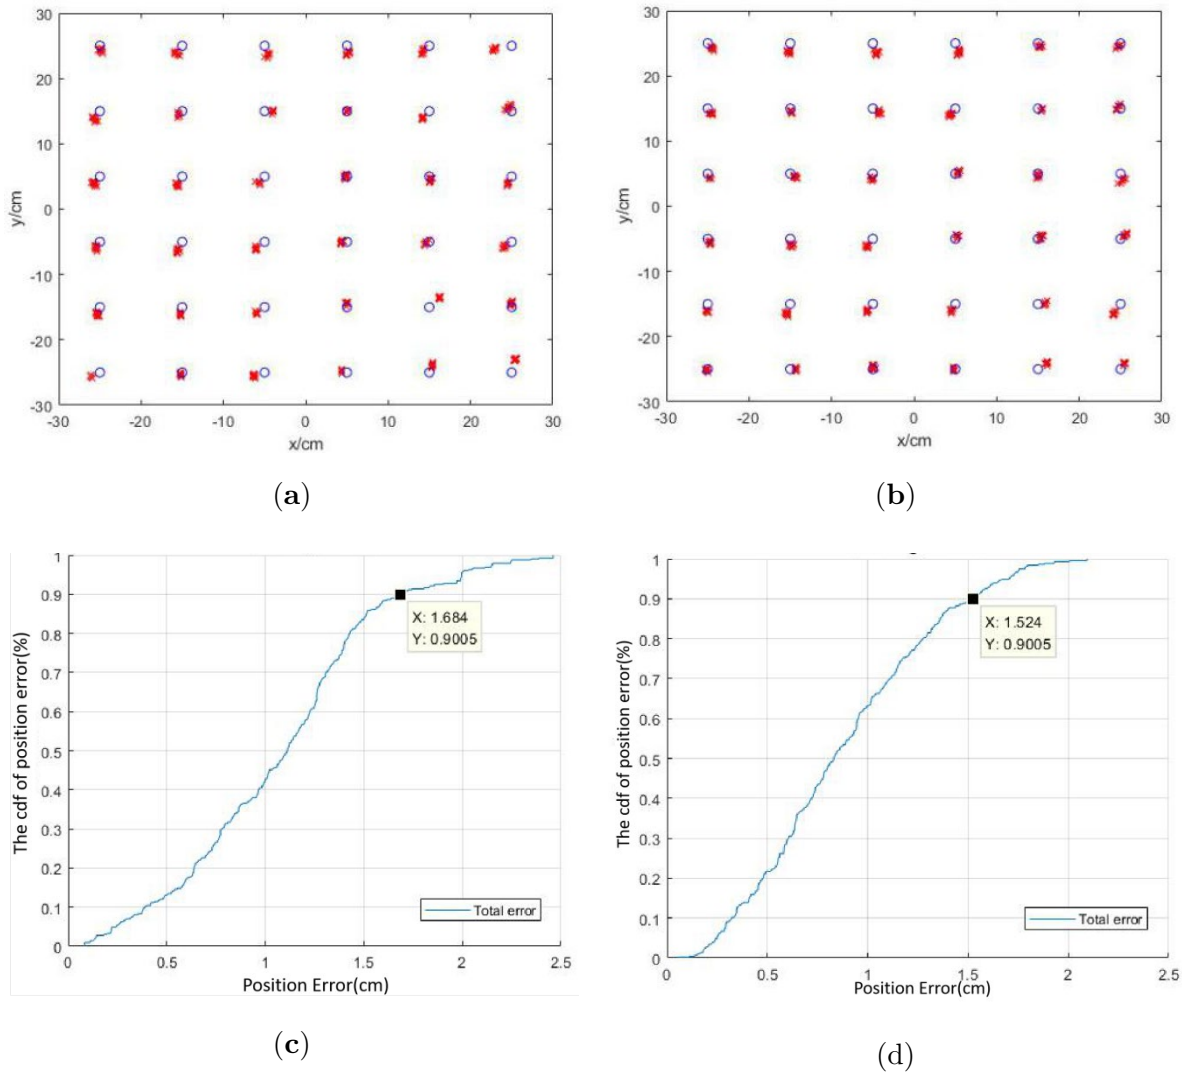 30
20
10
0
-10
-20
-30
-30 -20 -10 0 10 20 30
y/cm
x/cm
(a)
30
20
10
0
-10
-20
-30
-30 -20 -10 0 10 20 30
y/cm
x/cm
(b)
1
0.9
0.8
0.7
0.6
0.5
0.4
0.3
0.2
0.1
0
0 0.5 1 1.5 2 2.5
The cdf of position error(%)
X: 1.684
Y: 0.9005
Total error
Position Error(cm)
(c)
1
0.9
0.8
0.7
0.6
0.5
0.4
0.3
0.2
0.1
0
0 0.5 1 1.5 2 2.5
The cdf of position error(%)
X: 1.524
Y: 0.9005
Total error
Position Error(cm)
(d)